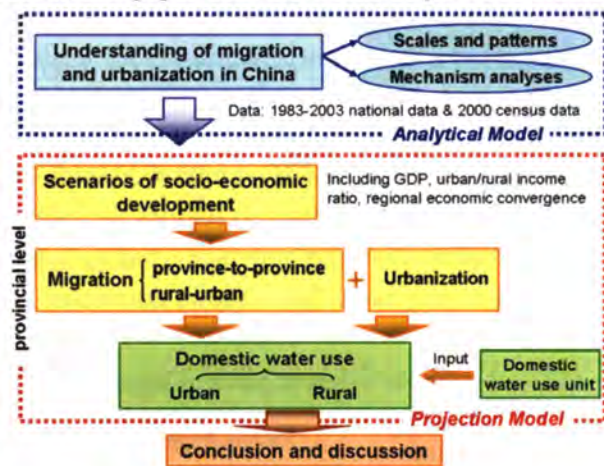 Understanding of migration
and urbanization in China
Scales and patterns
Mechanism analyses
Data: 1983-2003 national data & 2000 census data
Analytical Model
provincial level
Scenarios of socio-economic
development
Including GDP, urban/rural income
ratio, regional economic convergence
Migration { province-to-province
rural-urban
+
Urbanization
Domestic water use
Urban Rural
Input
Domestic
water use unit
Projection Model
Conclusion and discussion